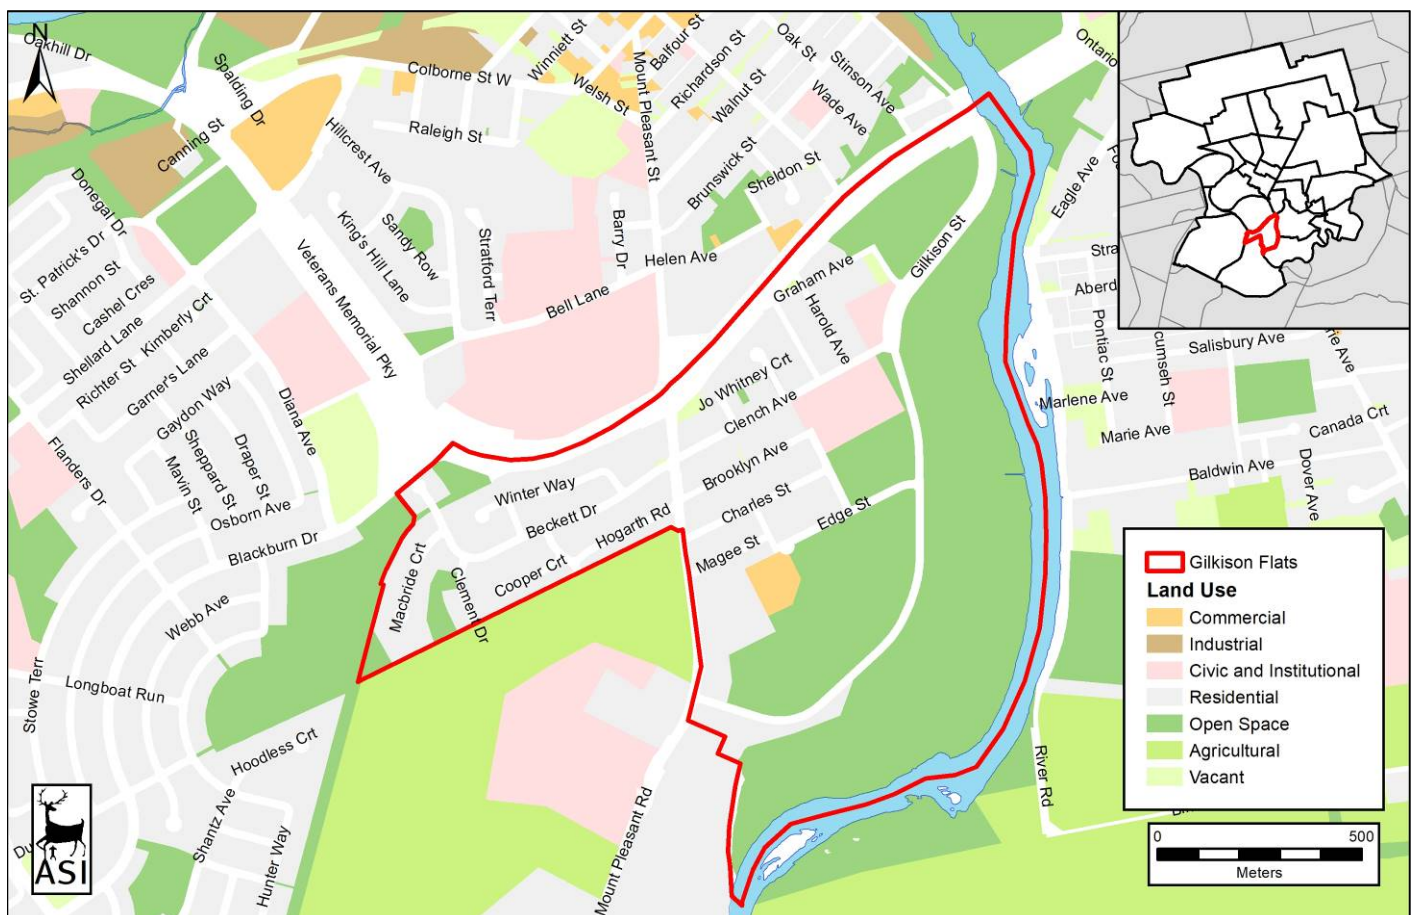 N
Oakhill Dr
Spalding Dr
Canning St
Colborne St W
Winniett St
Welsh St
Mount Pleasant St
Balfour St
Richardson St
Oak St
Walnut St
Stinson Ave
Wade Ave
Ontario
Raleigh St
Hillcrest Ave
Brunswick St
Sheldon St
Eagle Ave
Donegal Dr
St. Patrick's Dr
Shannon St
Cashel Cres
Shellard Lane
Kimberly Crt
Richter St
Garner's Lane
Gaydon Way
King's Hill Lane
Sandy Row
Stratford Terr
Veterans Memorial Pky
Barry Dr
Helen Ave
Bell Lane
Graham Ave
Harold Ave
Gilkison St
Stra
Aberd
Pontiac St
cumseh St
Salisbury Ave
rie Ave
Marlene Ave
Marie Ave
Canada Crt
Baldwin Ave
Dover Ave
Jo Whitney Crt
Clench Ave
Brooklyn Ave
Charles St
Edge St
Magee St
Diana Ave
Draper St
Sheppard St
Mavin St
Flanders Dr
Osborn Ave
Blackburn Dr
Winter Way
Beckett Dr
Hogarth Rd
Cooper Crt
Clement Dr
Macbride Crt
Webb Ave
Longboat Run
Stowe Terr
Hoodless Crt
Shantz Ave
Hunter Way
Du
Mount Pleasant Rd
River Rd
Gilkison Flats
Land Use
Commercial
Industrial
Civic and Institutional
Residential
Open Space
Agricultural
Vacant
0 500
Meters
ASI